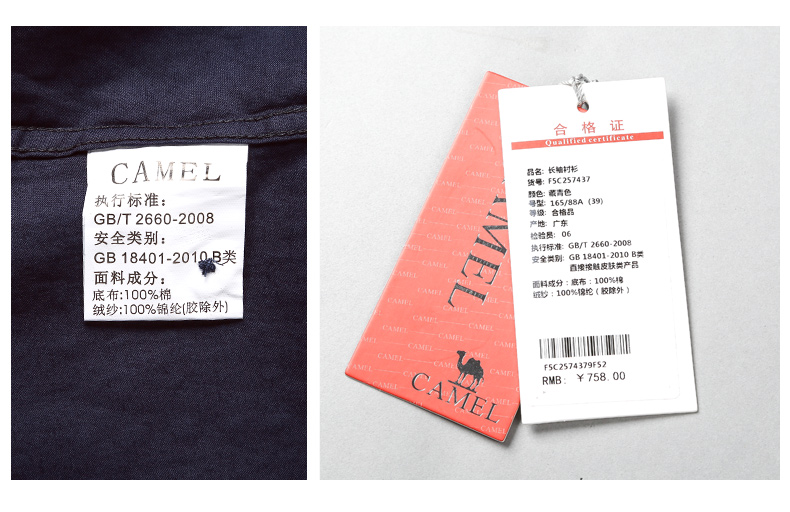 CAMEL
执行标准：
GB/T 2660-2008
安全类别：
GB 18401-2010 B类
面料成分：
底布：100%棉
绒纱：100%锦纶(胶除外)
CAMEL
CAMEL
合格证
Qualified certificate
品名: 长袖衬衫
货号: F5C257437
颜色: 藏青色
号型: 165/88A (39)
等级: 合格品
产地: 广东
检验员: 06
执行标准: GB/T 2660-2008
安全类别: GB 18401-2010 B类
直接接触皮肤类产品
面料成分：底布：100%棉
绒纱：100%锦纶（胶除外）
F5C2574379F52
RMB: ￥758.00